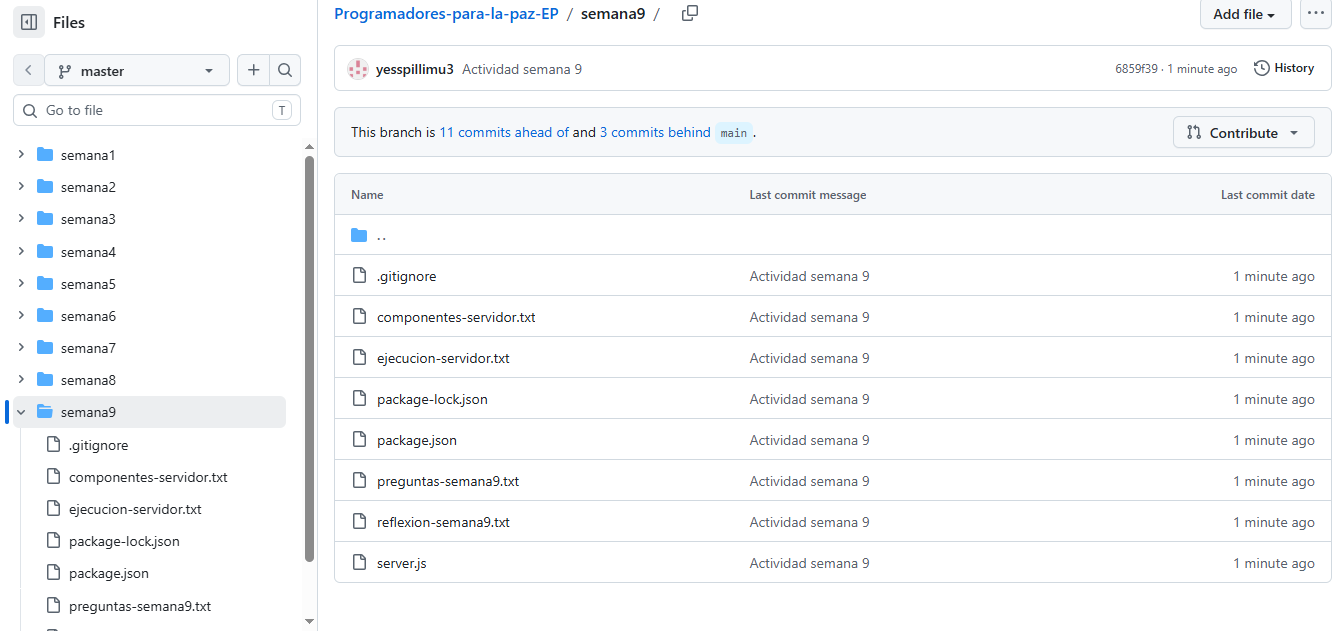 Files
master
Go to file
T
semana1
semana2
semana3
semana4
semana5
semana6
semana7
semana8
semana9
.gitignore
componentes-servidor.txt
ejecucion-servidor.txt
package-lock.json
package.json
preguntas-semana9.txt
Programadores-para-la-paz-EP / semana9 /
Add file
yesspillimu3 Actividad semana 9 6859f39 · 1 minute ago History
This branch is 11 commits ahead of and 3 commits behind main .
Contribute
Name Last commit message Last commit date
..
.gitignore Actividad semana 9 1 minute ago
componentes-servidor.txt Actividad semana 9 1 minute ago
ejecucion-servidor.txt Actividad semana 9 1 minute ago
package-lock.json Actividad semana 9 1 minute ago
package.json Actividad semana 9 1 minute ago
preguntas-semana9.txt Actividad semana 9 1 minute ago
reflexion-semana9.txt Actividad semana 9 1 minute ago
server.js Actividad semana 9 1 minute ago